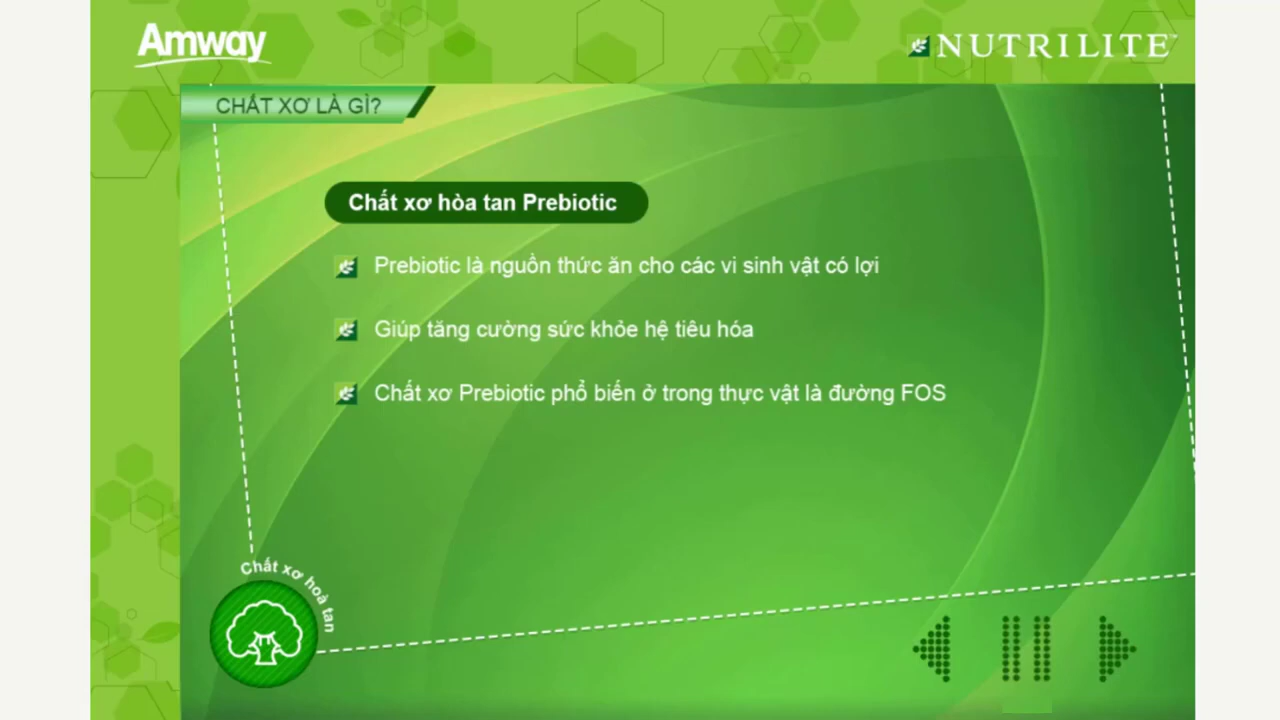 Amway
NUTRILITE™
CHẤT XƠ LÀ GÌ?
Chất xơ hòa tan Prebiotic
Prebiotic là nguồn thức ăn cho các vi sinh vật có lợi
Giúp tăng cường sức khỏe hệ tiêu hóa
Chất xơ Prebiotic phổ biến ở trong thực vật là đường FOS
Chất xơ hoà tan